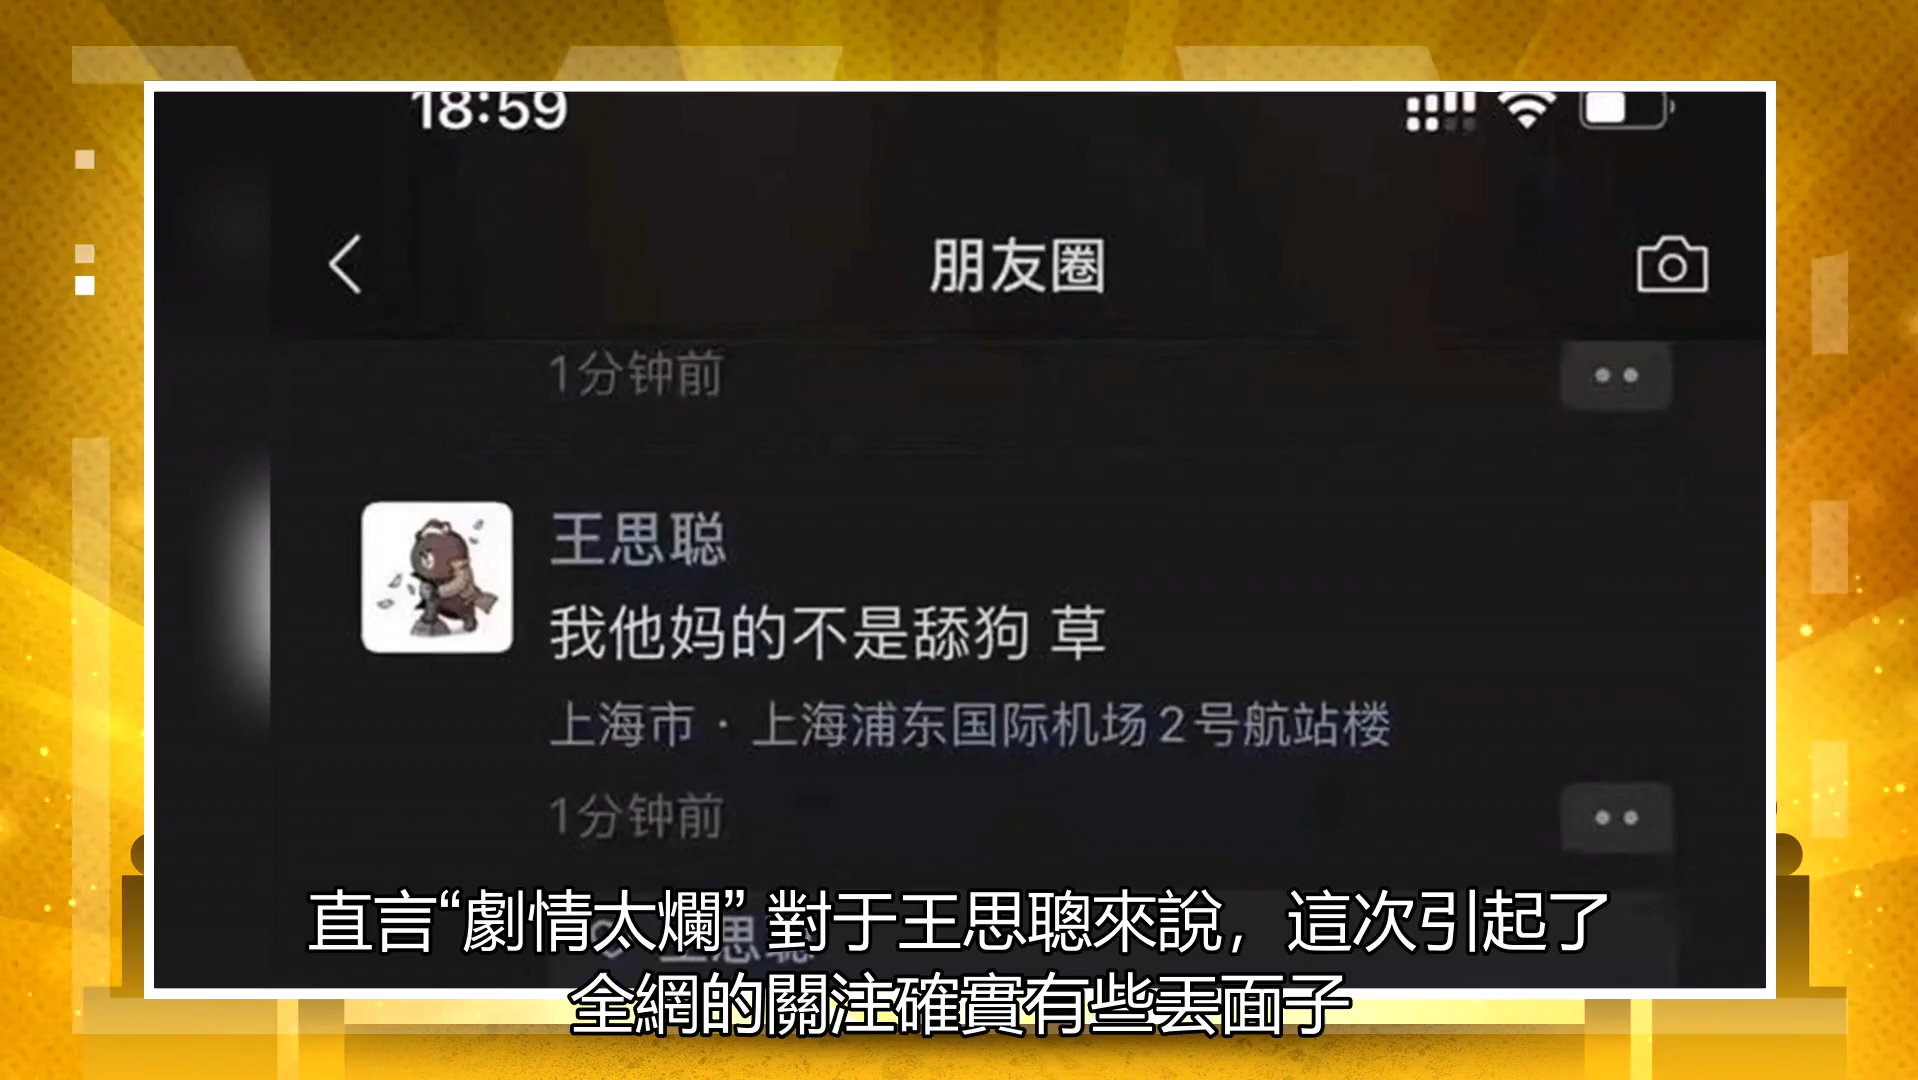 18:59
朋友圈
1分钟前
王思聪
我他妈的不是舔狗 草
上海市·上海浦东国际机场2号航站楼
1分钟前
直言“劇情太爛” 對于王思聰來說，這次引起了
全網的關注確實有些丟面子